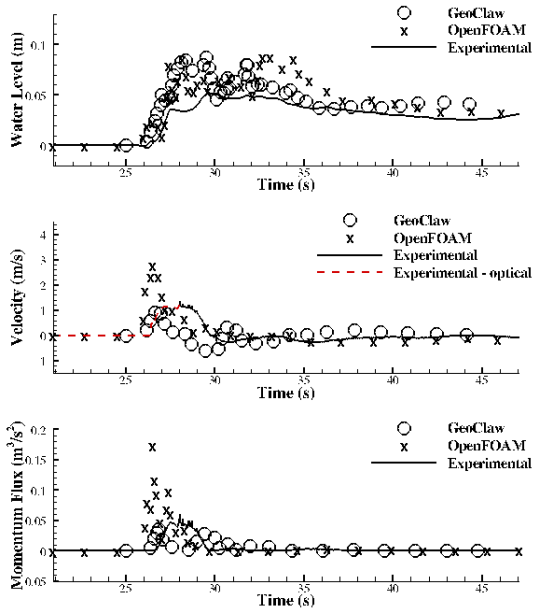 GeoClaw
OpenFOAM
Experimental
Water Level (m)
0.1
0.05
0
25 30 35 40 45
Time (s)
GeoClaw
OpenFOAM
Experimental
Experimental - optical
Velocity (m/s)
4
3
2
1
0
1
25 30 35 40 45
Time (s)
GeoClaw
OpenFOAM
Experimental
Momentum Flux (m³/s²)
0.2
0.15
0.1
0.05
0
0.05
25 30 35 40 45
Time (s)